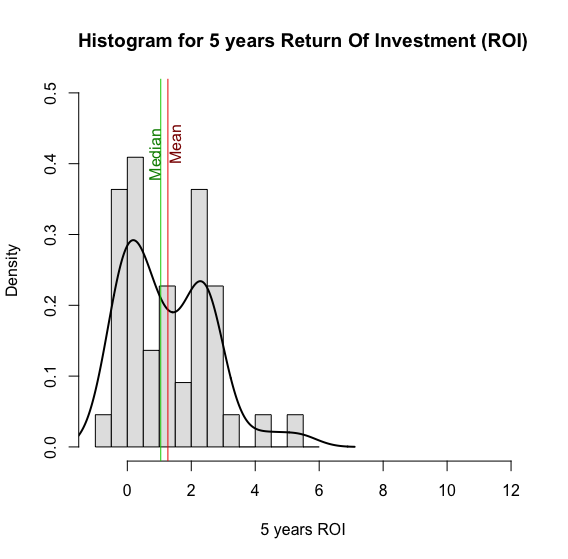 Histogram for 5 years Return Of Investment (ROI)
0.5
0.4
0.3
0.2
0.1
0.0
Density
Median
Mean
0 2 4 6 8 10 12
5 years ROI